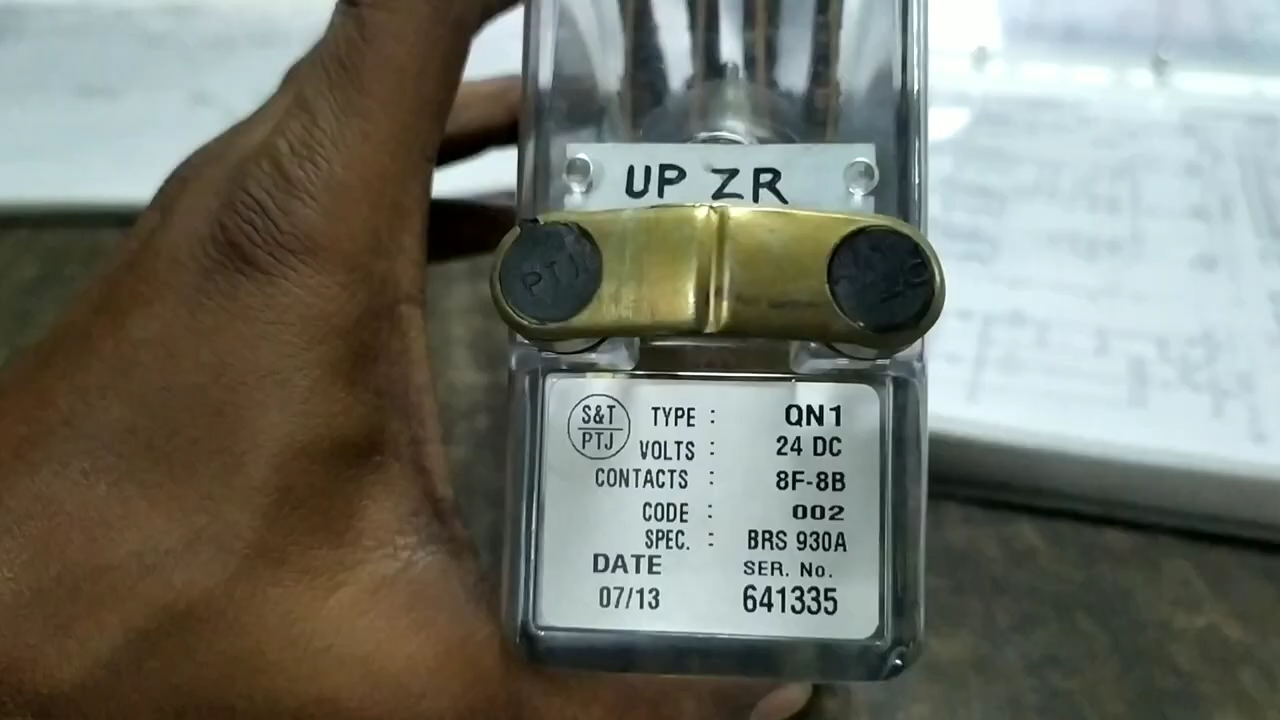 UP ZR
PTJ
S&T
PTJ
TYPE : QN1
VOLTS : 24 DC
CONTACTS : 8F-8B
CODE : 002
SPEC. : BRS 930A
DATE SER. No.
07/13 641335